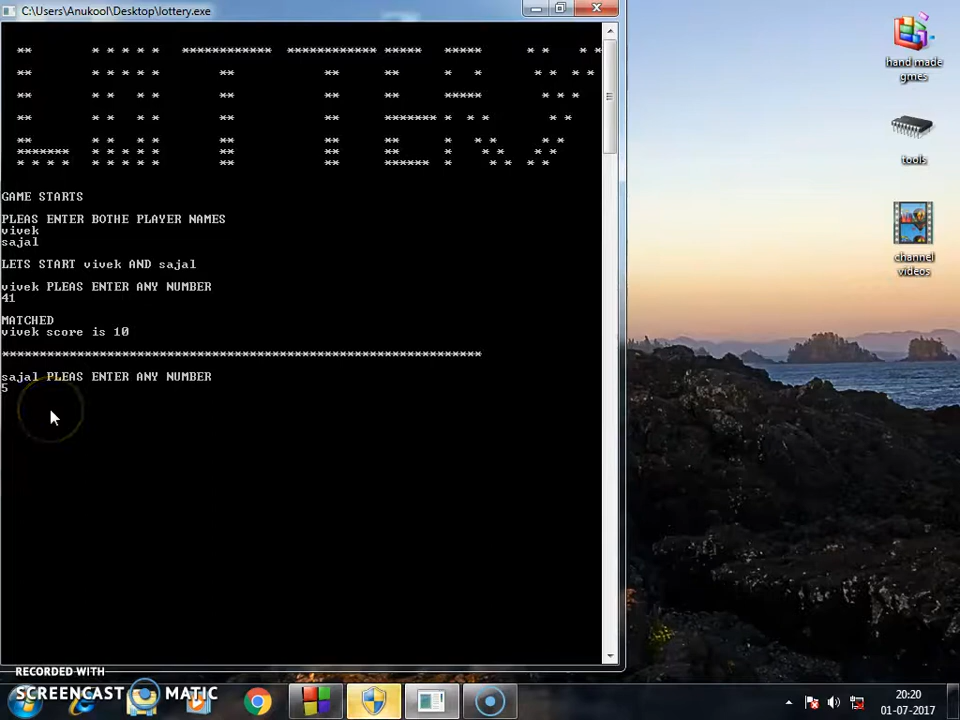 C:\Users\Anukool\Desktop\lottery.exe
LOTTERY
GAME STARTS
PLEAS ENTER BOTHE PLAYER NAMES
vivek
sajal
LETS START vivek AND sajal
vivek PLEAS ENTER ANY NUMBER
41
MATCHED
vivek score is 10
****************************************************************
sajal PLEAS ENTER ANY NUMBER
5
hand made
gmes
tools
channel
videos
RECORDED WITH
SCREENCAST MATIC
20:20
01-07-2017